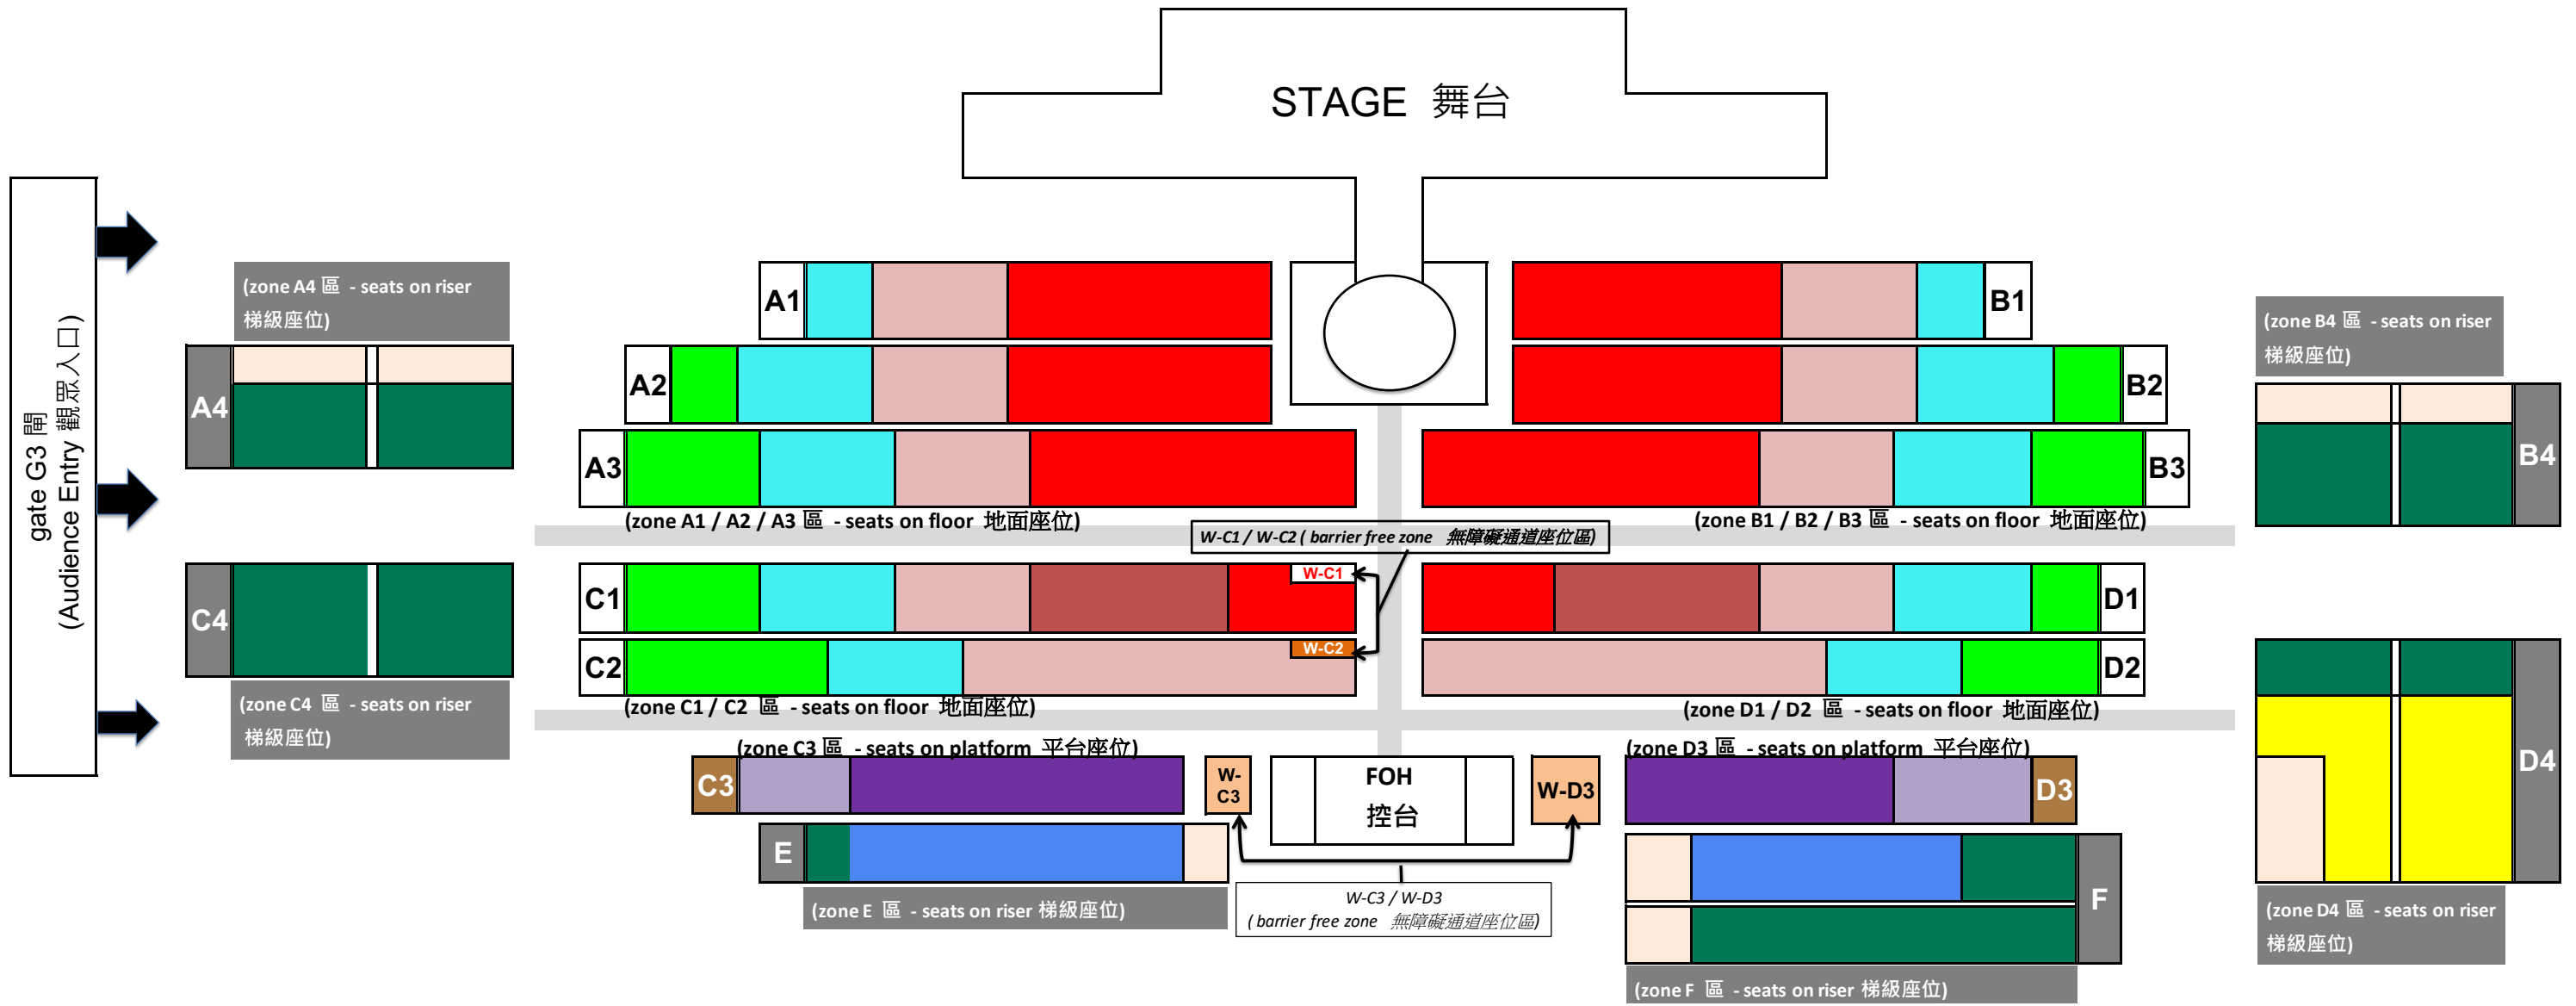 STAGE 舞台
gate G3 閘
(Audience Entry 觀眾入口)
(zone A4 區 - seats on riser
梯級座位)
A4
A1
B1
A2
B2
A3
B3
(zone A1 / A2 / A3 區 - seats on floor 地面座位)
(zone B1 / B2 / B3 區 - seats on floor 地面座位)
(zone B4 區 - seats on riser
梯級座位)
B4
W-C1 / W-C2 ( barrier free zone 無障礙通道座位區)
C4
(zone C4 區 - seats on riser
梯級座位)
C1
W-C1
D1
C2
W-C2
D2
(zone C1 / C2 區 - seats on floor 地面座位)
(zone D1 / D2 區 - seats on floor 地面座位)
(zone C3 區 - seats on platform 平台座位)
(zone D3 區 - seats on platform 平台座位)
C3
W-
C3
FOH
控台
W-D3
D3
D4
(zone D4 區 - seats on riser
梯級座位)
E
(zone E 區 - seats on riser 梯級座位)
W-C3 / W-D3
( barrier free zone 無障礙通道座位區)
F
(zone F 區 - seats on riser 梯級座位)